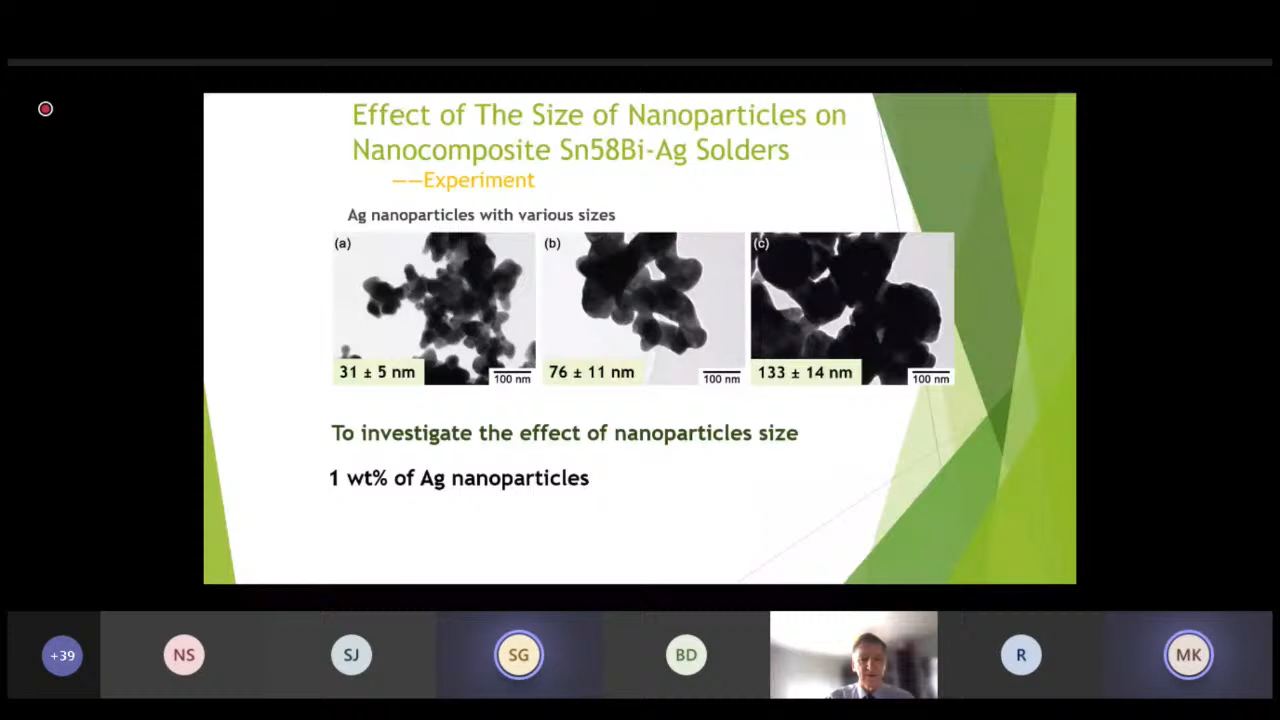 Effect of The Size of Nanoparticles on
Nanocomposite Sn58Bi-Ag Solders
——Experiment
Ag nanoparticles with various sizes
(a)
(b)
(c)
31 ± 5 nm
100 nm
76 ± 11 nm
100 nm
133 ± 14 nm
100 nm
To investigate the effect of nanoparticles size
1 wt% of Ag nanoparticles
+39
NS
SJ
SG
BD
R
MK